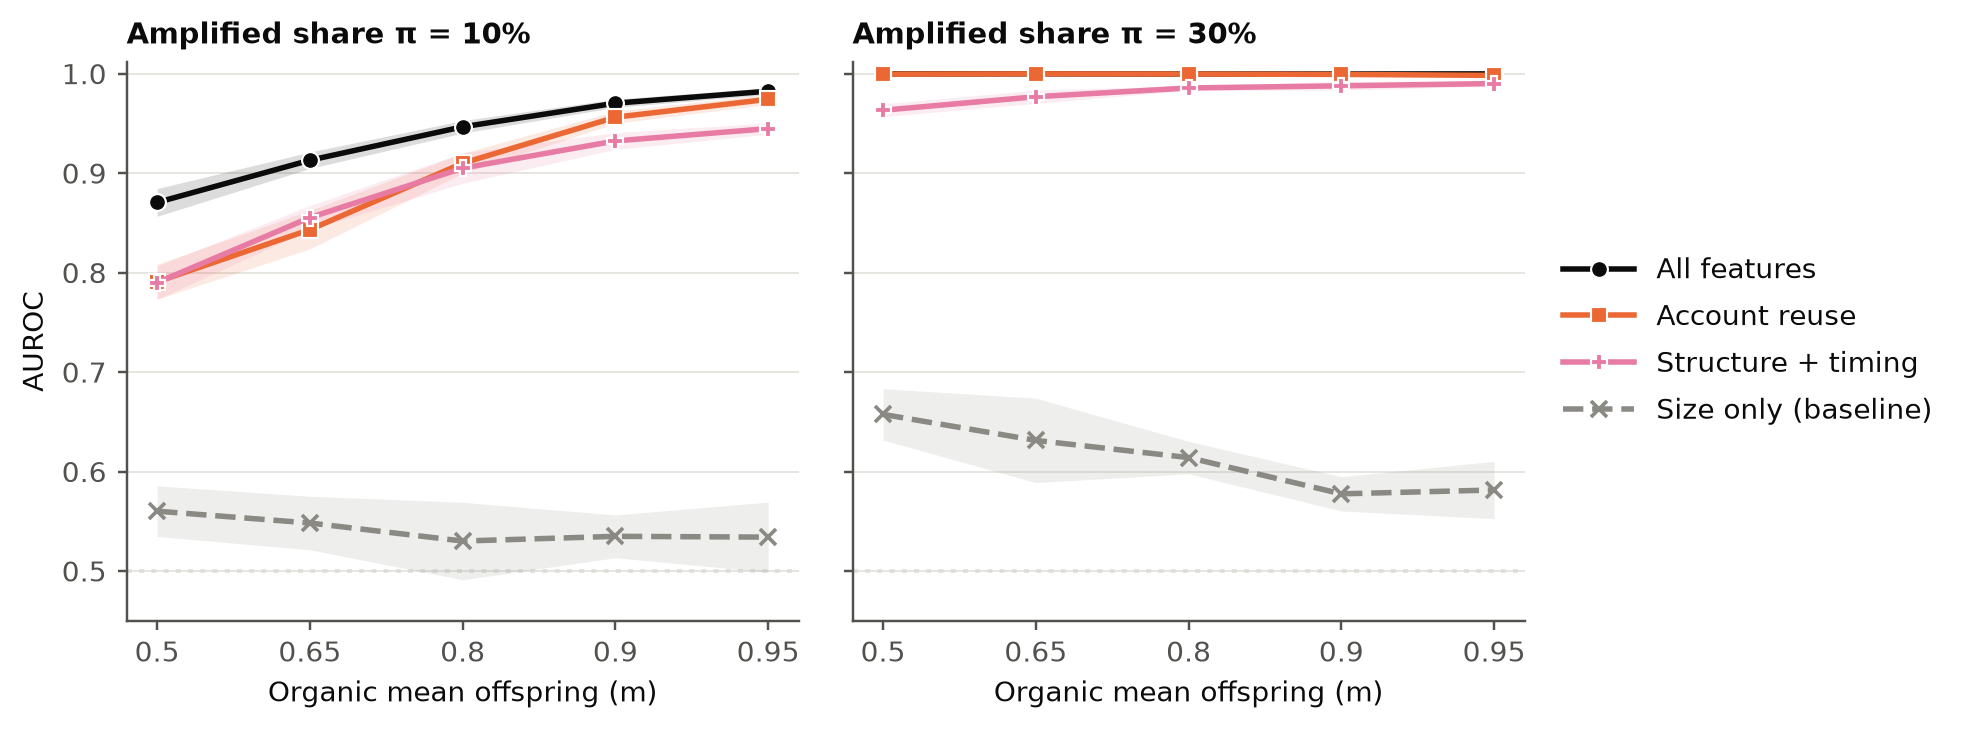 Amplified share π = 10%
Amplified share π = 30%
AUROC
1.0
0.9
0.8
0.7
0.6
0.5
0.5 0.65 0.8 0.9 0.95
0.5 0.65 0.8 0.9 0.95
Organic mean offspring (m)
Organic mean offspring (m)
All features
Account reuse
Structure + timing
Size only (baseline)